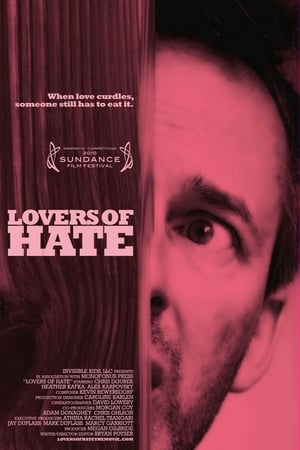 When love curdles,
someone still has to eat it.
DRAMATIC COMPETITION
2010
SUNDANCE
FILM FESTIVAL
LOVERS OF
HATE
INVISIBLE KIDS, LLC PRESENTS
IN ASSOCIATION WITH MONOFONUS PRESS
"LOVERS OF HATE" STARRING CHRIS DOUBEK
HEATHER KAFKA, ALEX KARPOVSKY
COMPOSER KEVIN BEWERSDORF
PRODUCTION DESIGNER CAROLINE KARLEN
CINEMATOGRAPHER DAVID LOWERY
CO-PRODUCERS MORGAN COY
ADAM DONAGHEY CHRIS OHLSON
EXECUTIVE PRODUCERS ATHINA RACHEL TSANGARI
JAY DUPLASS MARK DUPLASS MARCY GARRIOTT
PRODUCER MEGAN GILBRIDE
WRITER/DIRECTOR/EDITOR BRYAN POYSER
LOVERSOFHATETHEMOVIE.COM